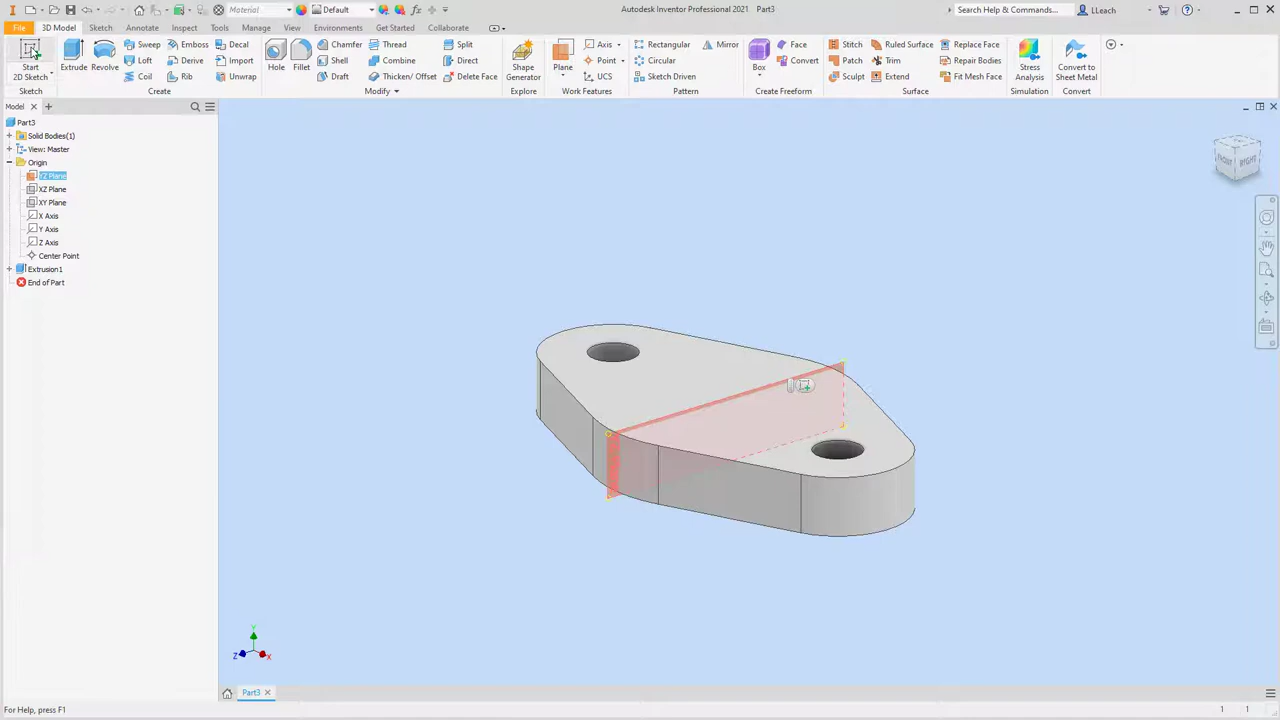 Material
Default
Autodesk Inventor Professional 2021 Part3
Search Help & Commands...
LLeach
File
3D Model
Sketch
Annotate
Inspect
Tools
Manage
View
Environments
Get Started
Collaborate
Start
2D Sketch
Sketch
Extrude
Revolve
Sweep
Loft
Coil
Emboss
Derive
Rib
Decal
Import
Unwrap
Create
Hole
Fillet
Chamfer
Shell
Draft
Thread
Combine
Thicken/ Offset
Split
Direct
Delete Face
Modify
Shape
Generator
Explore
Plane
Axis
Point
UCS
Work Features
Rectangular
Circular
Sketch Driven
Mirror
Pattern
Box
Face
Convert
Create Freeform
Stitch
Patch
Sculpt
Ruled Surface
Trim
Extend
Replace Face
Repair Bodies
Fit Mesh Face
Surface
Stress
Analysis
Simulation
Convert to
Sheet Metal
Convert
Model
Part3
Solid Bodies(1)
View: Master
Origin
YZ Plane
XZ Plane
XY Plane
X Axis
Y Axis
Z Axis
Center Point
Extrusion1
End of Part
FRONT
RIGHT
Y
Z
X
Part3
For Help, press F1
1
1